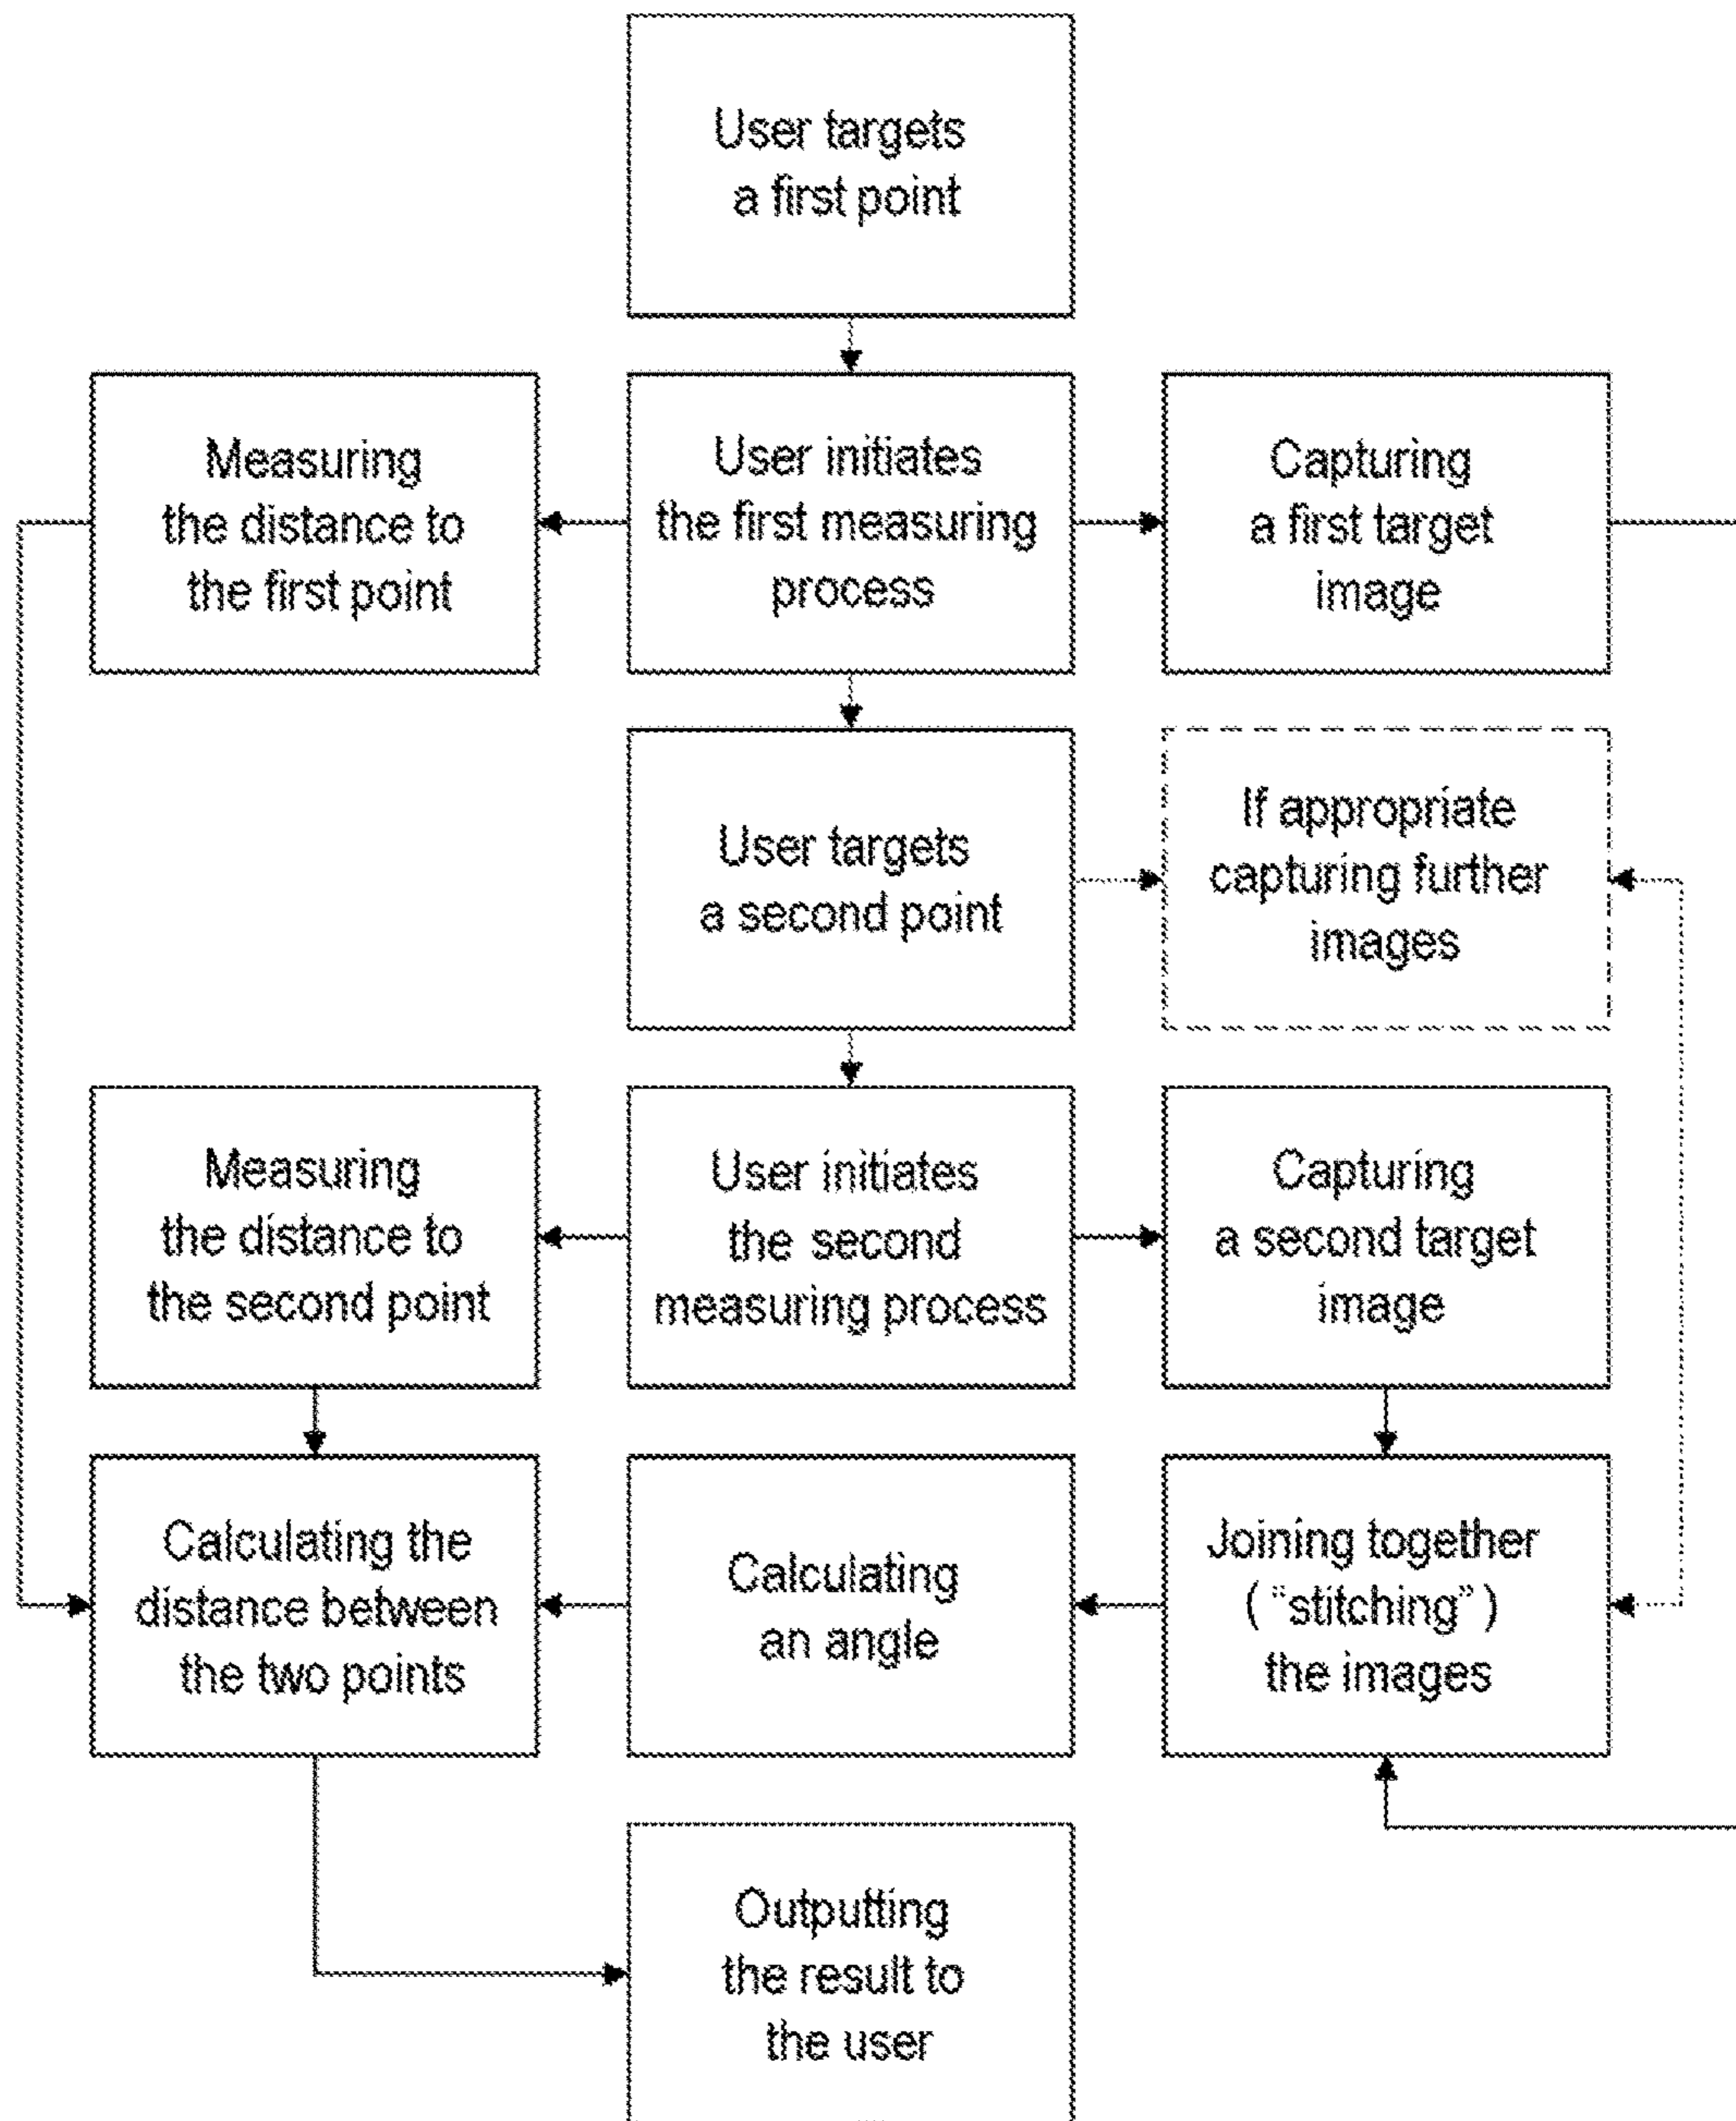 User targets
a first point
Measuring
the distance to
the first point
User initiates
the first measuring
process
Capturing
a first target
image
User targets
a second point
If appropriate
capturing further
images
Measuring
the distance to
the second point
User initiates
the second
measuring process
Capturing
a second target
image
Calculating the
distance between
the two points
Calculating
an angle
Joining together
( “stitching” )
the images
Outputting
the result to
the user